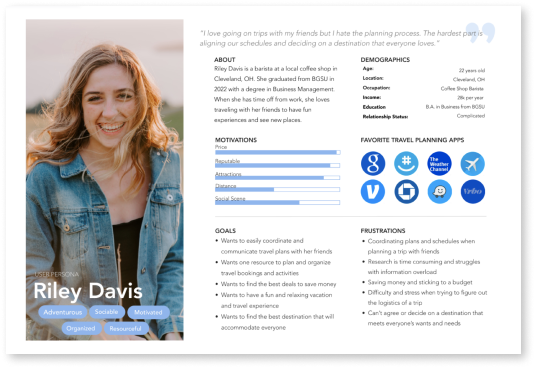 “I love going on trips with my friends but I hate the planning process. The hardest part is
aligning our schedules and deciding on a destination that everyone loves.”
ABOUT
Riley Davis is a barista at a local coffee shop in
Cleveland, OH. She graduated from BGSU in
2022 with a degree in Business Management.
When she has time off from work, she loves
traveling with her friends to have fun
experiences and see new places.
DEMOGRAPHICS
Age: 22 years old
Location: Cleveland, OH
Occupation: Coffee Shop Barista
Income: 28k per year
Education B.A. in Business from BGSU
Relationship Status: Complicated
MOTIVATIONS
Price
Reputable
Attractions
Distance
Social Scene
FAVORITE TRAVEL PLANNING APPS
g
The
Weather
Channel
Vrbo
GOALS
• Wants to easily coordinate and
communicate travel plans with her friends
• Wants one resource to plan and organize
travel bookings and activities
• Wants to find the best deals to save money
• Wants to have a fun and relaxing vacation
and travel experience
• Wants to find the best destination that will
accommodate everyone
FRUSTRATIONS
• Coordinating plans and schedules when
planning a trip with friends
• Research is time consuming and struggles
with information overload
• Saving money and sticking to a budget
• Difficulty and stress when trying to figure out
the logistics of a trip
• Can’t agree or decide on a destination that
meets everyone’s wants and needs
USER PERSONA
Riley Davis
Adventurous Sociable Motivated
Organized Resourceful